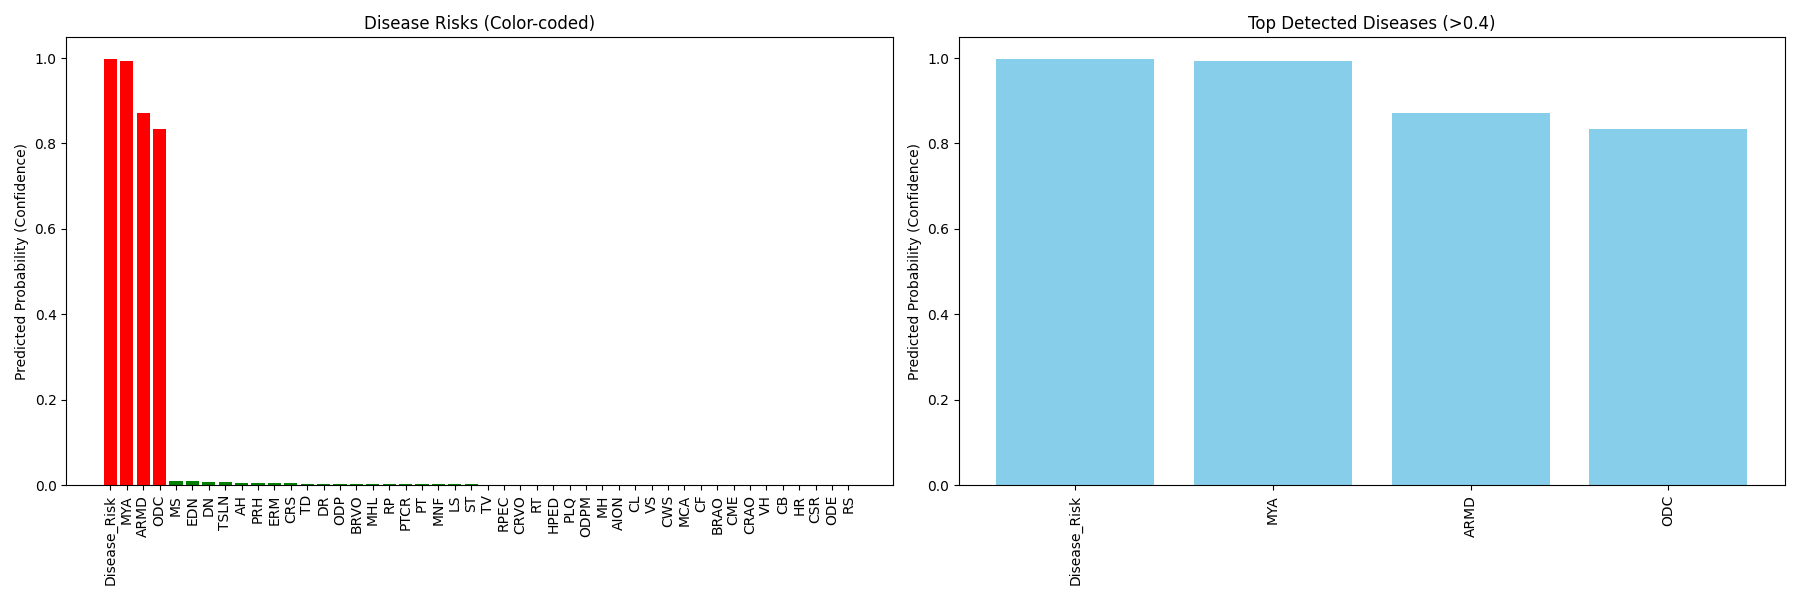 Disease Risks (Color-coded)
Predicted Probability (Confidence)
1.0
0.8
0.6
0.4
0.2
0.0
Disease_Risk
MYA
ARMD
ODC
MS
EDN
DN
TSLN
AH
PRH
ERM
CRS
TD
DR
ODP
BRVO
MHL
RP
PTCR
PT
MNF
LS
ST
TV
RPEC
CRVO
RT
HPED
PLQ
ODPM
MH
AION
CL
VS
CWS
MCA
CF
BRAO
CME
CRAO
VH
CB
HR
CSR
ODE
RS
Top Detected Diseases (>0.4)
Predicted Probability (Confidence)
1.0
0.8
0.6
0.4
0.2
0.0
Disease_Risk
MYA
ARMD
ODC